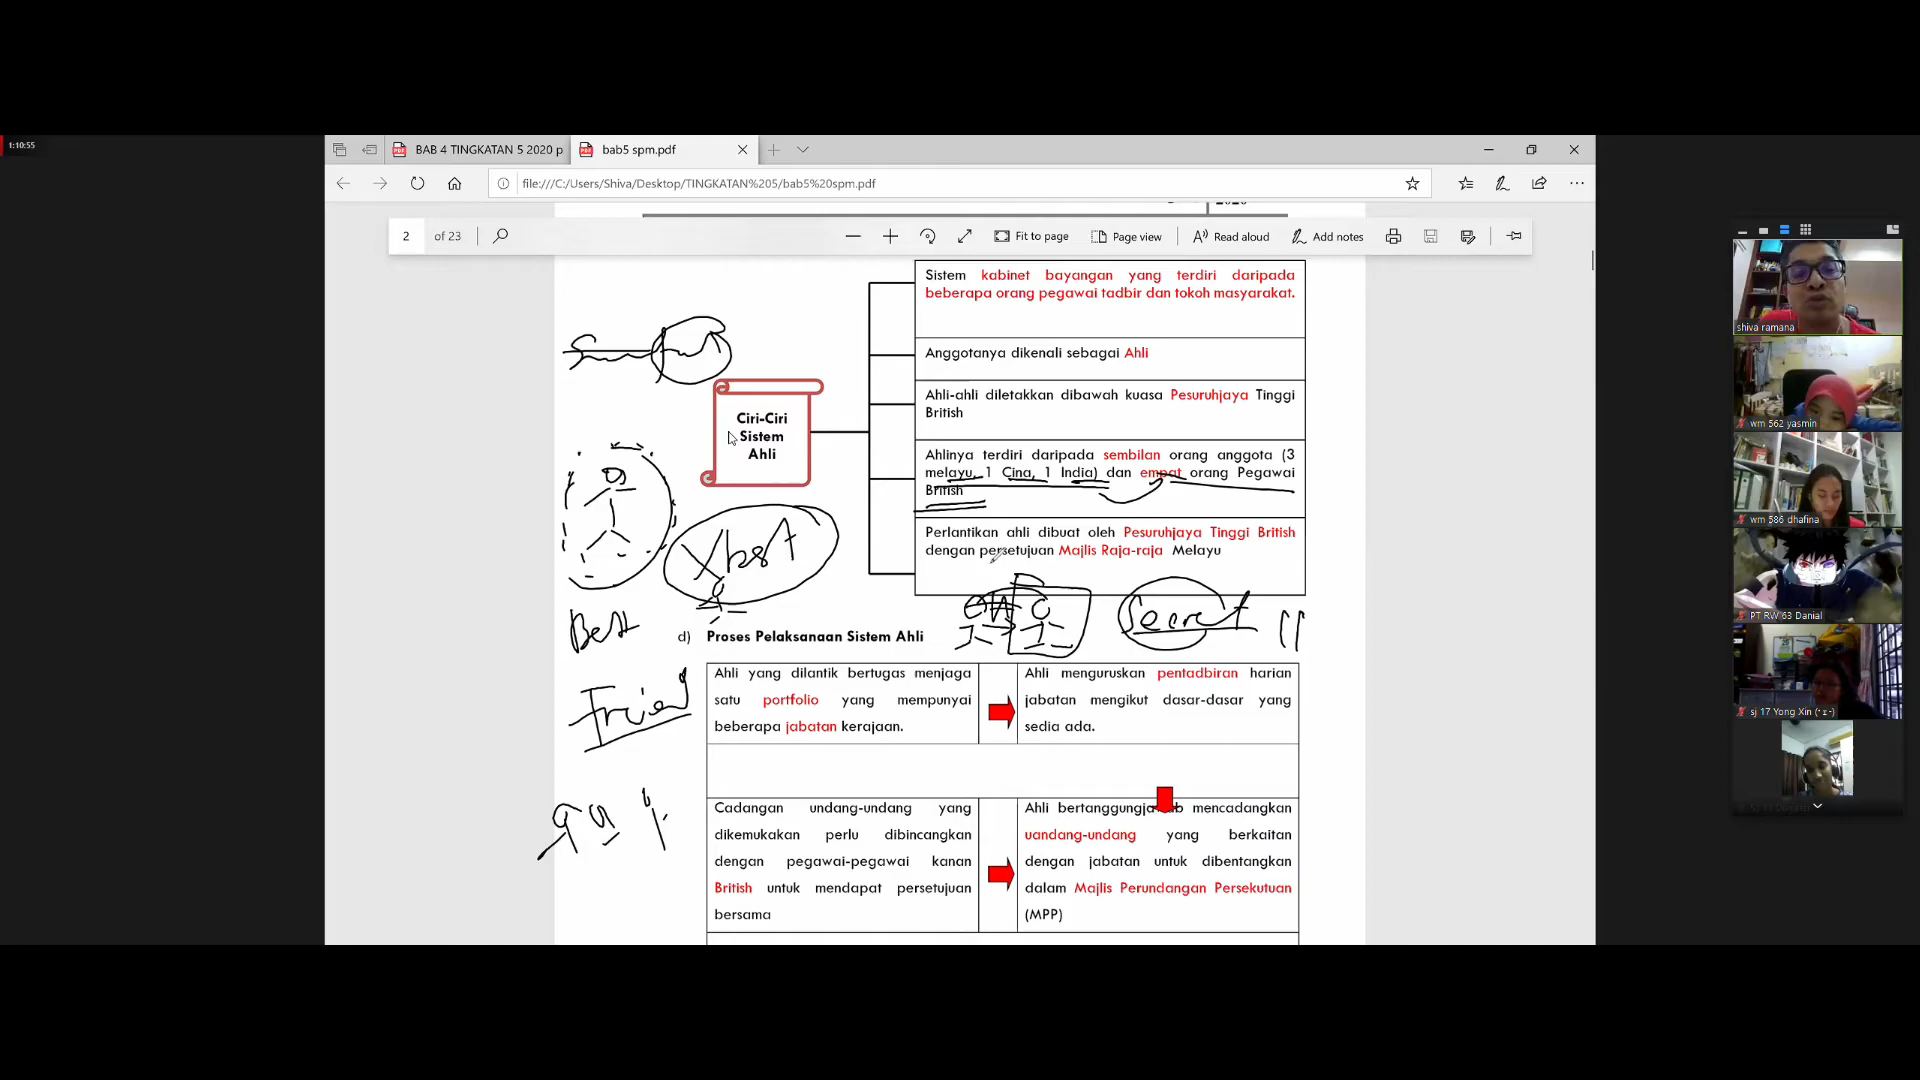 1:10:55
BAB 4 TINGKATAN 5 2020 p
bab5 spm.pdf
file:///C:/Users/Shiva/Desktop/TINGKATAN%205/bab5%20spm.pdf
2 of 23
Fit to page
Page view
Read aloud
Add notes
Sistem kabinet bayangan yang terdiri daripada
beberapa orang pegawai tadbir dan tokoh masyarakat.
Anggotanya dikenali sebagai Ahli
Ahli-ahli diletakkan dibawah kuasa Pesuruhjaya Tinggi
British
Ciri-Ciri
Sistem
Ahli
Ahlinya terdiri daripada sembilan orang anggota (3
melayu, 1 Cina, 1 India) dan empat orang Pegawai
British
Perlantikan ahli dibuat oleh Pesuruhjaya Tinggi British
dengan persetujuan Majlis Raja-raja Melayu
Best
Friend
Secret
d) Proses Pelaksanaan Sistem Ahli
Ahli yang dilantik bertugas menjaga
satu portfolio yang mempunyai
beberapa jabatan kerajaan.
Ahli menguruskan pentadbiran harian
jabatan mengikut dasar-dasar yang
sedia ada.
Cadangan undang-undang yang
dikemukakan perlu dibincangkan
dengan pegawai-pegawai kanan
British untuk mendapat persetujuan
bersama
Ahli mencadangkan
uandang-undang yang berkaitan
dengan jabatan untuk dibentangkan
dalam Majlis Perundangan Persekutuan
(MPP)
shiva ramana
wm 562 yasmin
wm 586 dhafina
PT RW 63 Danial
sj 17 Yong Xin